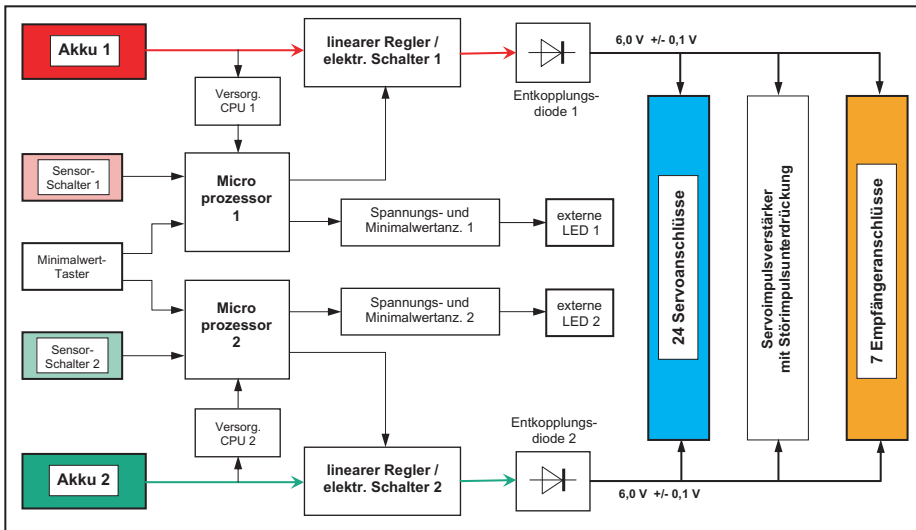 Akku 1
linearer Regler /
elektr. Schalter 1
6,0 V  +/- 0,1 V
Entkopplungs-
diode 1
Versorg.
CPU 1
Sensor-
Schalter 1
Micro
prozessor
1
Spannungs- und
Minimalwertanz. 1
externe
LED 1
Minimalwert-
Taster
Micro
prozessor
2
Spannungs- und
Minimalwertanz. 2
externe
LED 2
Sensor-
Schalter 2
24 Servoanschlüsse
Servoimpulsverstärker
mit Störimpulsunterdrückung
7 Empfängeranschlüsse
Versorg.
CPU 2
Entkopplungs-
diode 2
Akku 2
linearer Regler /
elektr. Schalter 2
6,0 V  +/- 0,1 V